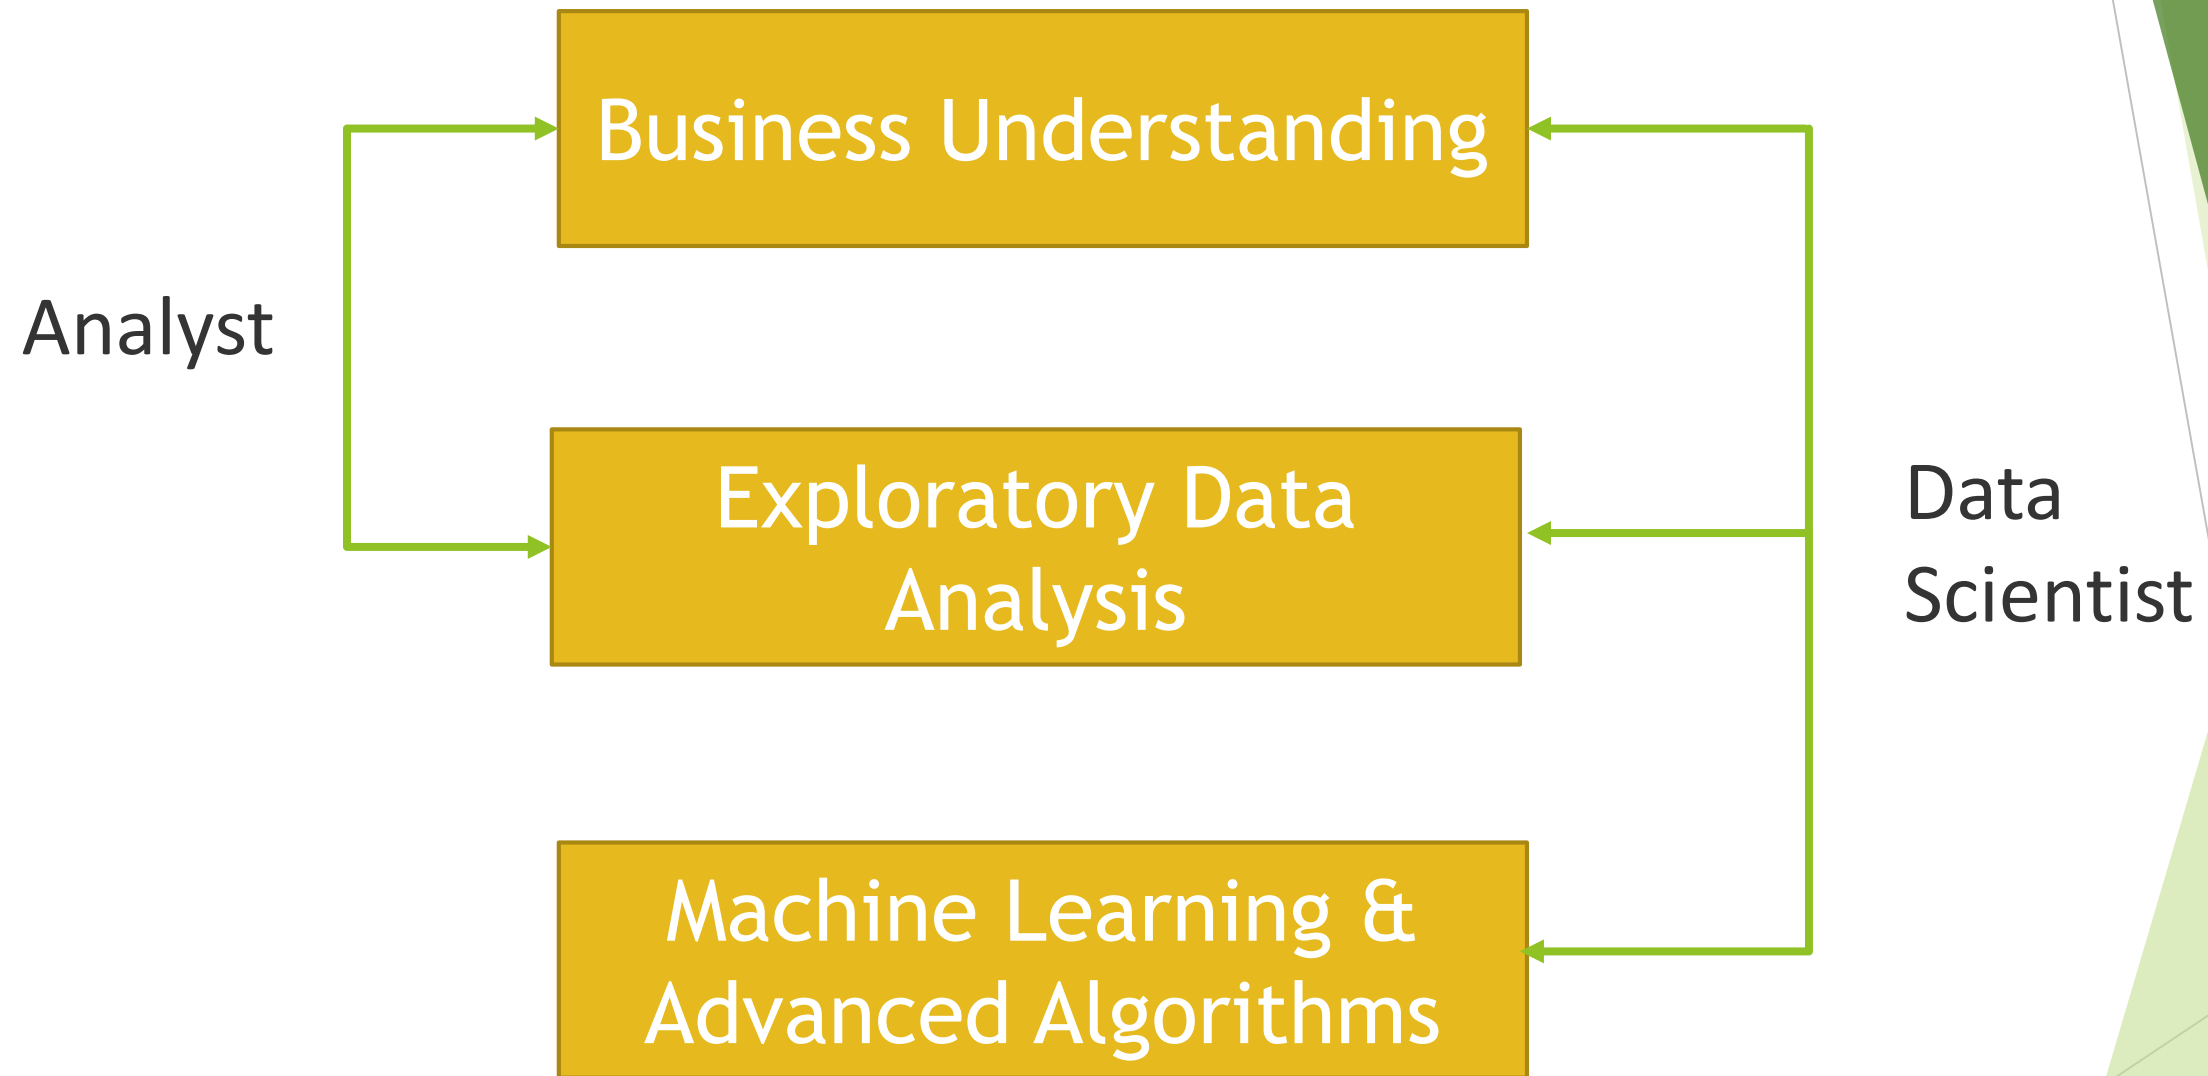 Business Understanding
Analyst
Exploratory Data
Analysis
Data
Scientist
Machine Learning &
Advanced Algorithms